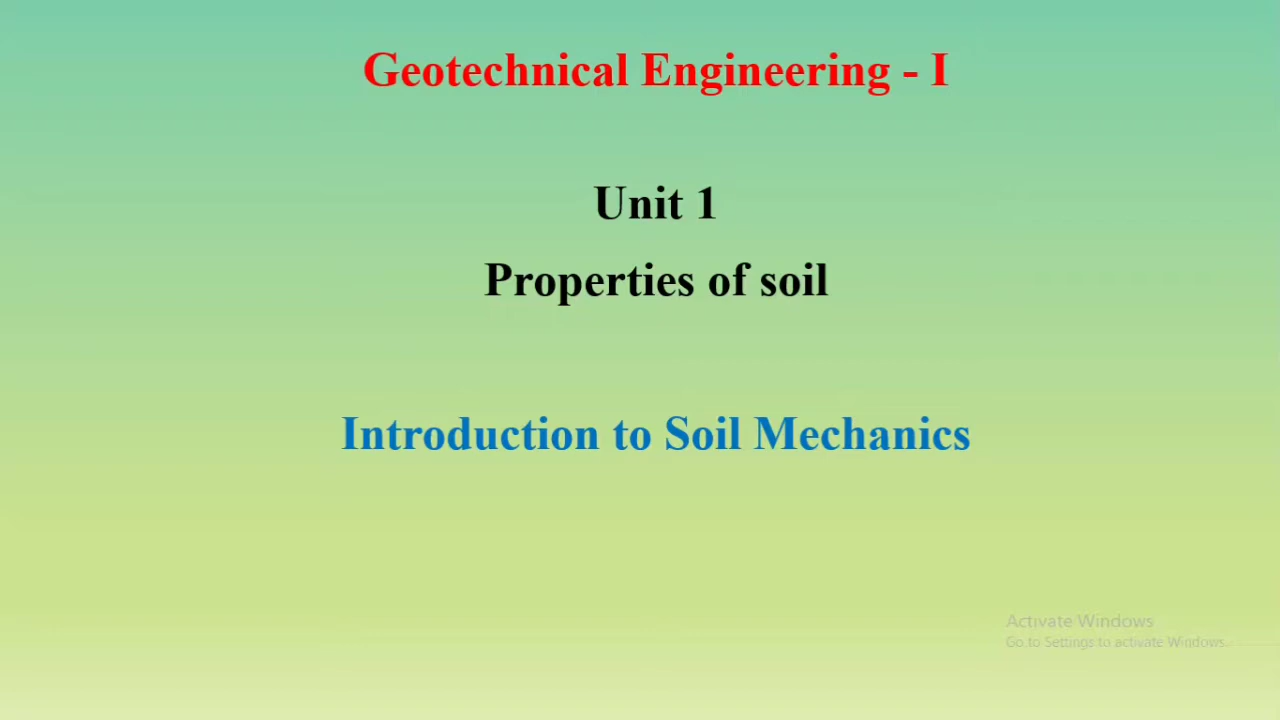 Geotechnical Engineering - I
Unit 1
Properties of soil
Introduction to Soil Mechanics
Activate Windows
Go to Settings to activate Windows.